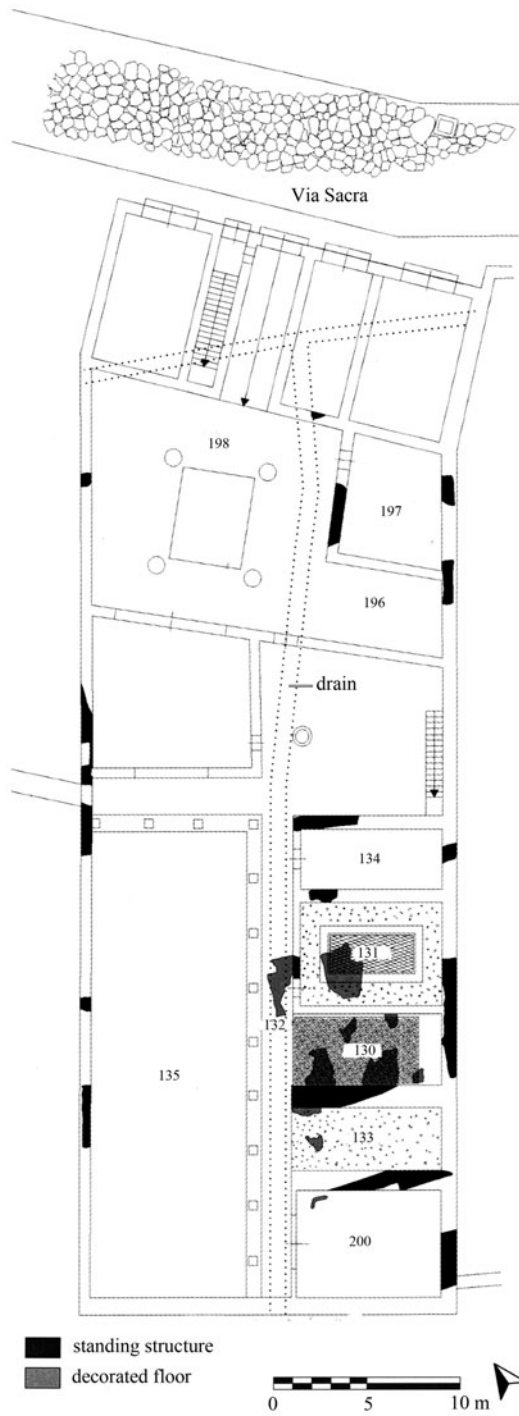 Via Sacra
198
197
196
drain
134
131
132
130
135
133
200
standing structure
decorated floor
0 5 10 m